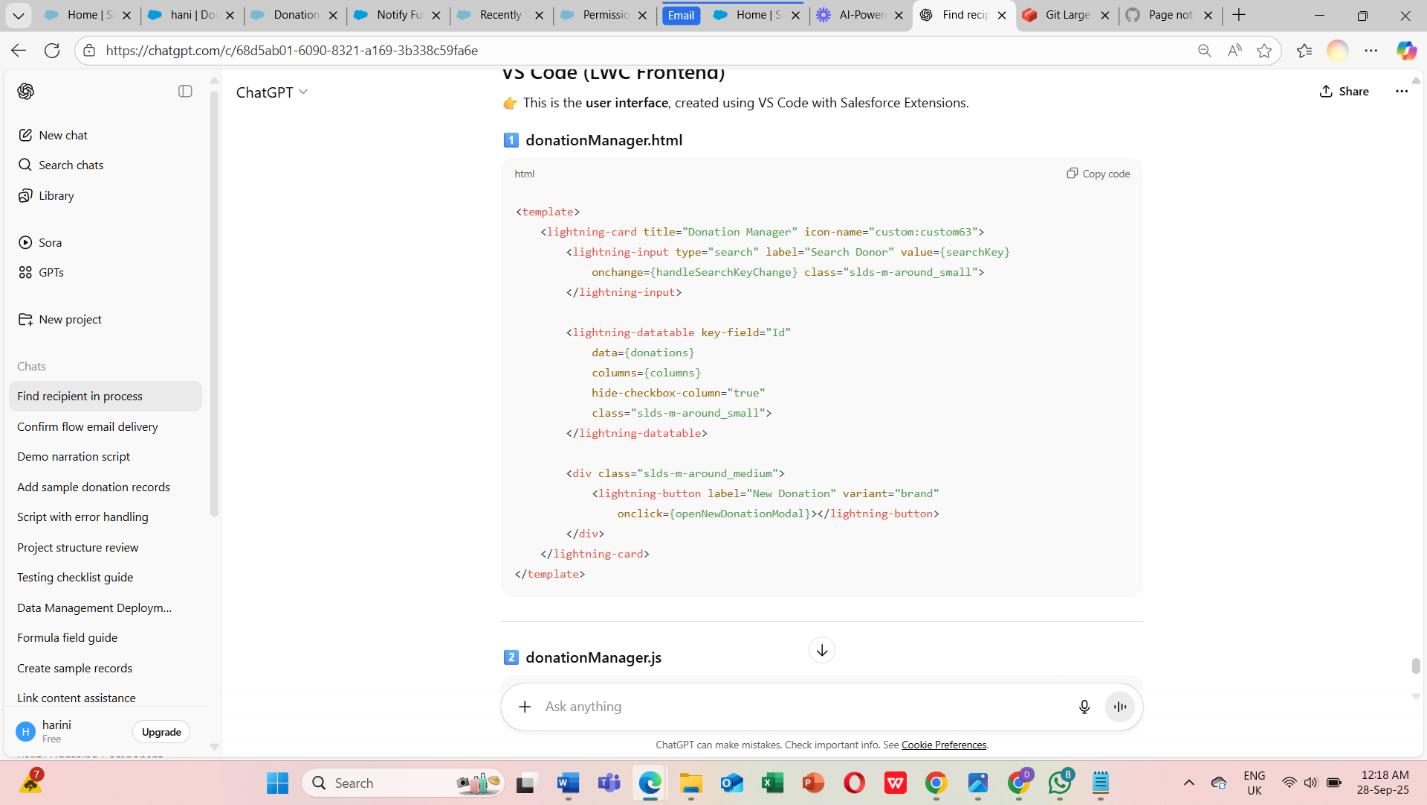 Home | S
hani | Do
Donation
Notify Fu
Recently
Permissio
Email
Home | S
AI-Power
Find recip
Git Large
Page not
https://chatgpt.com/c/68d5ab01-6090-8321-a169-3b338c59fa6e
ChatGPT
Share
New chat
Search chats
Library
Sora
GPTs
New project
Chats
Find recipient in process
Confirm flow email delivery
Demo narration script
Add sample donation records
Script with error handling
Project structure review
Testing checklist guide
Data Management Deploym...
Formula field guide
Create sample records
Link content assistance
harini
Free
Upgrade
VS Code (LWC Frontend)
👉 This is the user interface, created using VS Code with Salesforce Extensions.
1 donationManager.html
html
Copy code
<template>
<lightning-card title="Donation Manager" icon-name="custom:custom63">
<lightning-input type="search" label="Search Donor" value={searchKey}
onchange={handleSearchKeyChange} class="slds-m-around_small">
</lightning-input>
<lightning-datatable key-field="Id"
data={donations}
columns={columns}
hide-checkbox-column="true"
class="slds-m-around_small">
</lightning-datatable>
<div class="slds-m-around_medium">
<lightning-button label="New Donation" variant="brand"
onclick={openNewDonationModal}></lightning-button>
</div>
</lightning-card>
</template>
2 donationManager.js
Ask anything
ChatGPT can make mistakes. Check important info. See Cookie Preferences.
7
Search
8
ENG
UK
12:18 AM
28-Sep-25